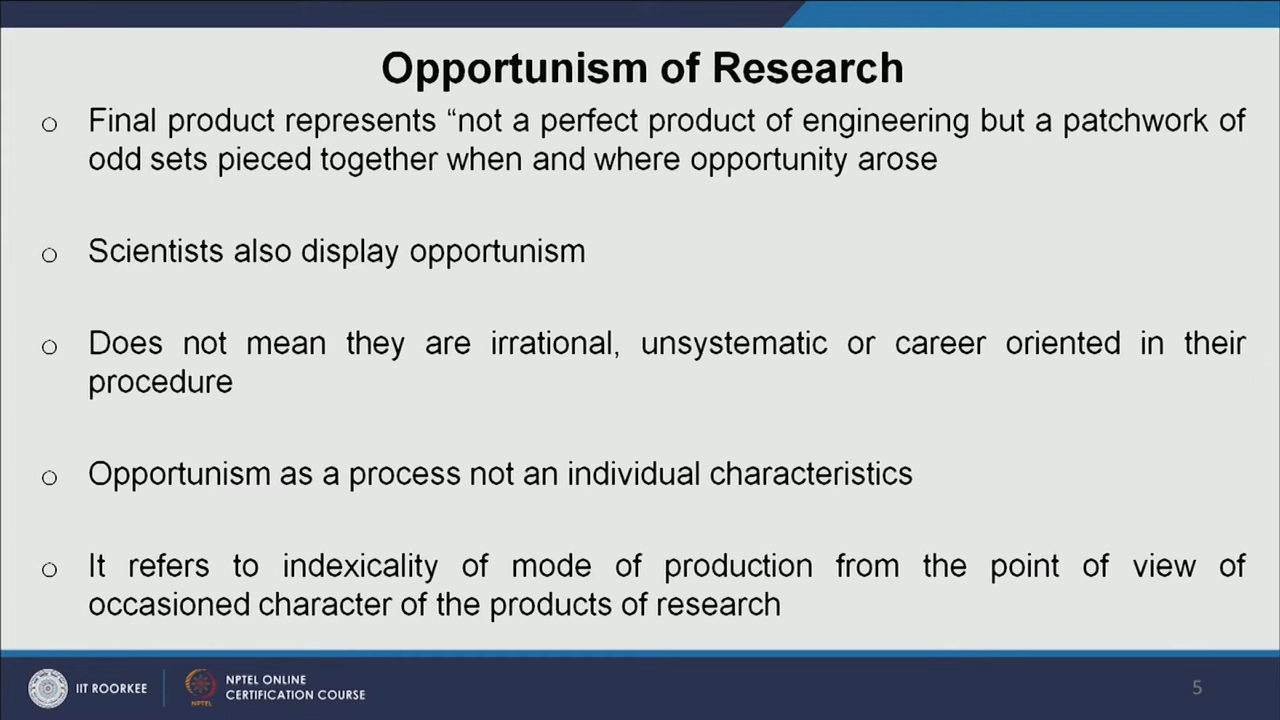 Opportunism of Research
○ Final product represents “not a perfect product of engineering but a patchwork of
odd sets pieced together when and where opportunity arose
○ Scientists also display opportunism
○ Does not mean they are irrational, unsystematic or career oriented in their
procedure
○ Opportunism as a process not an individual characteristics
○ It refers to indexicality of mode of production from the point of view of
occasioned character of the products of research
IIT ROORKEE
NPTEL
NPTEL ONLINE
CERTIFICATION COURSE
5